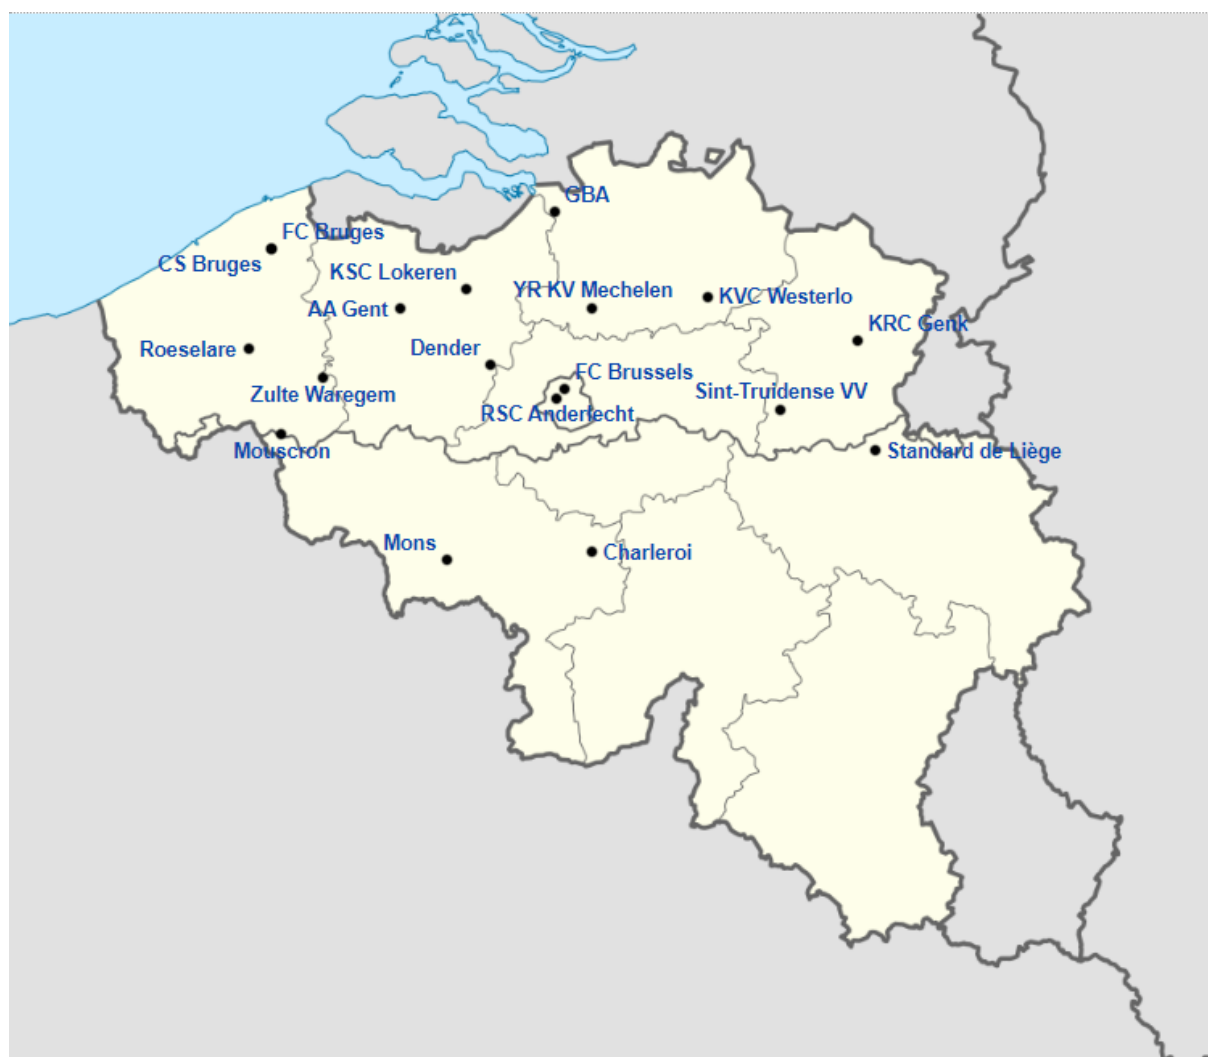 GBA
FC Bruges
CS Bruges
KSC Lokeren
YR KV Mechelen
KVC Westerlo
AA Gent
KRC Genk
Roeselare
Dender
FC Brussels
Zulte Waregem
Sint-Truidense VV
RSC Anderlecht
Mouscron
Standard de Liège
Mons
Charleroi